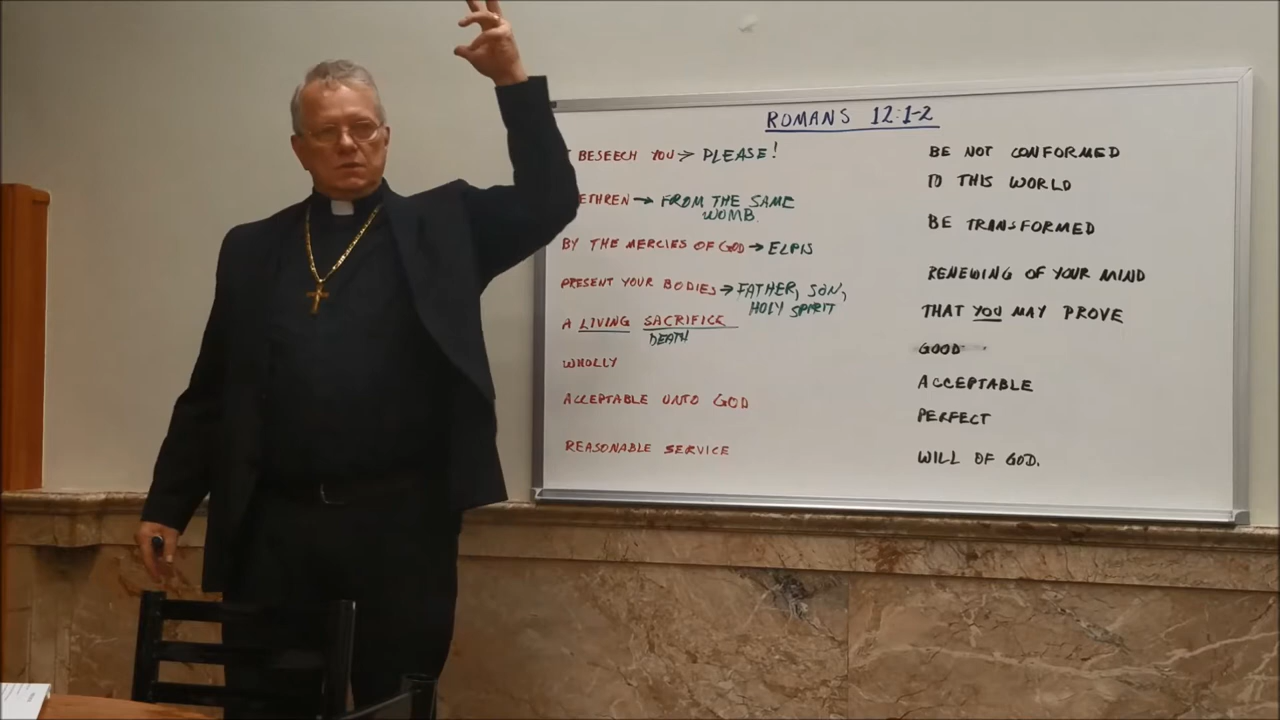 ROMANS 12:1-2
BESEECH YOU → PLEASE!
ETHREN → FROM THE SAME
WOMB.
BY THE MERCIES OF GOD → ELPIS
PRESENT YOUR BODIES → FATHER, SON,
HOLY SPIRIT
A LIVING SACRIFICE
DEATH
WHOLLY
ACCEPTABLE UNTO GOD
REASONABLE SERVICE
BE NOT CONFORMED
TO THIS WORLD
BE TRANSFORMED
RENEWING OF YOUR MIND
THAT YOU MAY PROVE
GOOD
ACCEPTABLE
PERFECT
WILL OF GOD.